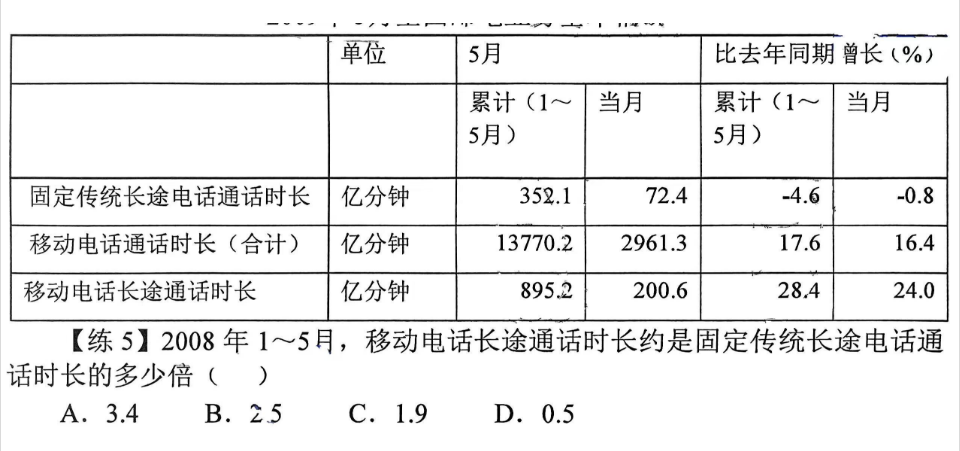 单位 5月 比去年同期增长（%）
累计（1～5月） 当月 累计（1～5月） 当月
固定传统长途电话通话时长 亿分钟 352.1 72.4 -4.6 -0.8
移动电话通话时长（合计） 亿分钟 13770.2 2961.3 17.6 16.4
移动电话长途通话时长 亿分钟 895.2 200.6 28.4 24.0
【练 5】2008 年 1～5月，移动电话长途通话时长约是固定传统长途电话通
话时长的多少倍（ ）
A．3.4 B．2.5 C．1.9 D．0.5